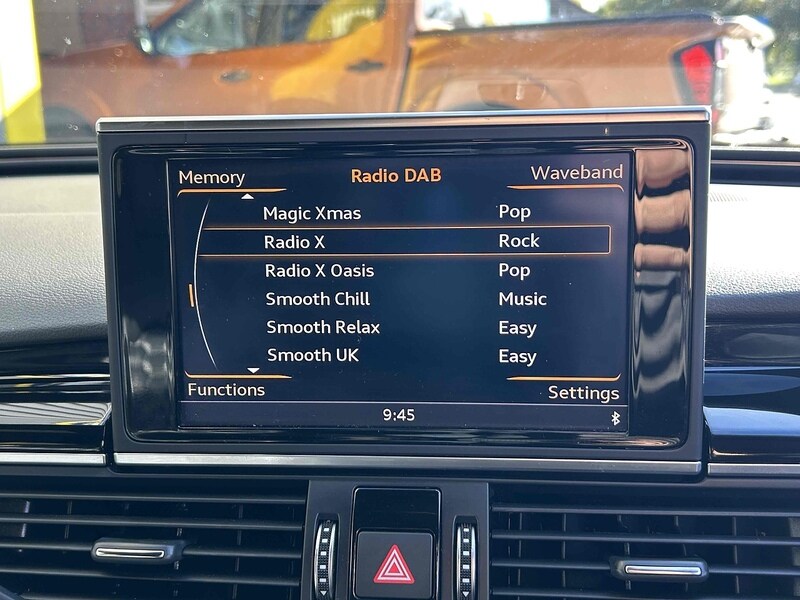 Memory Radio DAB Waveband
Magic Xmas Pop
Radio X Rock
Radio X Oasis Pop
Smooth Chill Music
Smooth Relax Easy
Smooth UK Easy
Functions Settings
9:45